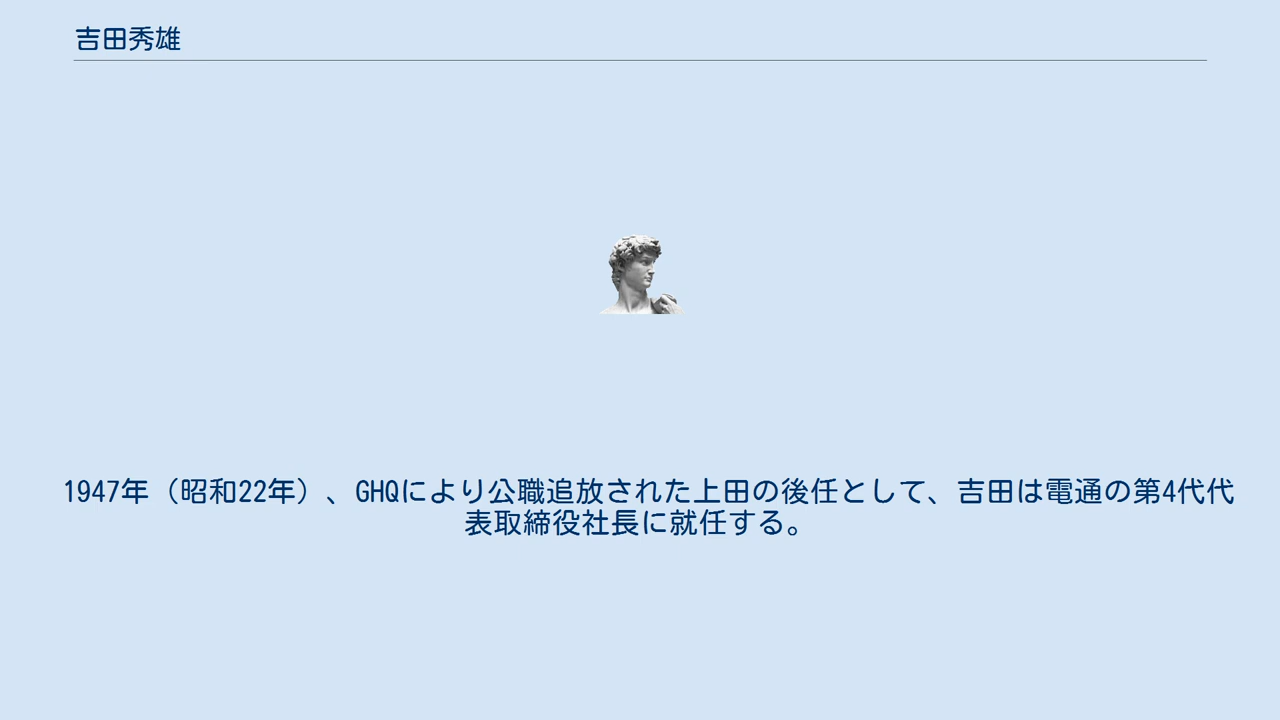 吉田秀雄
1947年（昭和22年）、GHQにより公職追放された上田の後任として、吉田は電通の第4代代
表取締役社長に就任する。